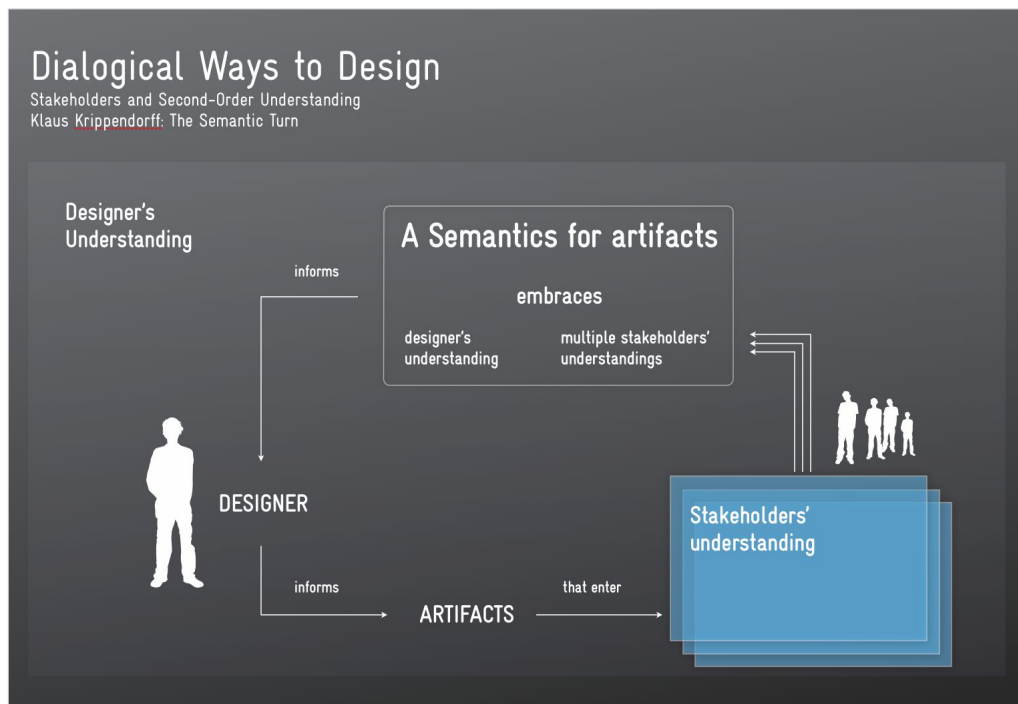 Dialogical Ways to Design
Stakeholders and Second-Order Understanding
Klaus Krippendorff: The Semantic Turn
Designer's
Understanding
A Semantics for artifacts
informs
embraces
designer's
understanding
multiple stakeholders'
understandings
DESIGNER
Stakeholders'
understanding
informs
that enter
ARTIFACTS